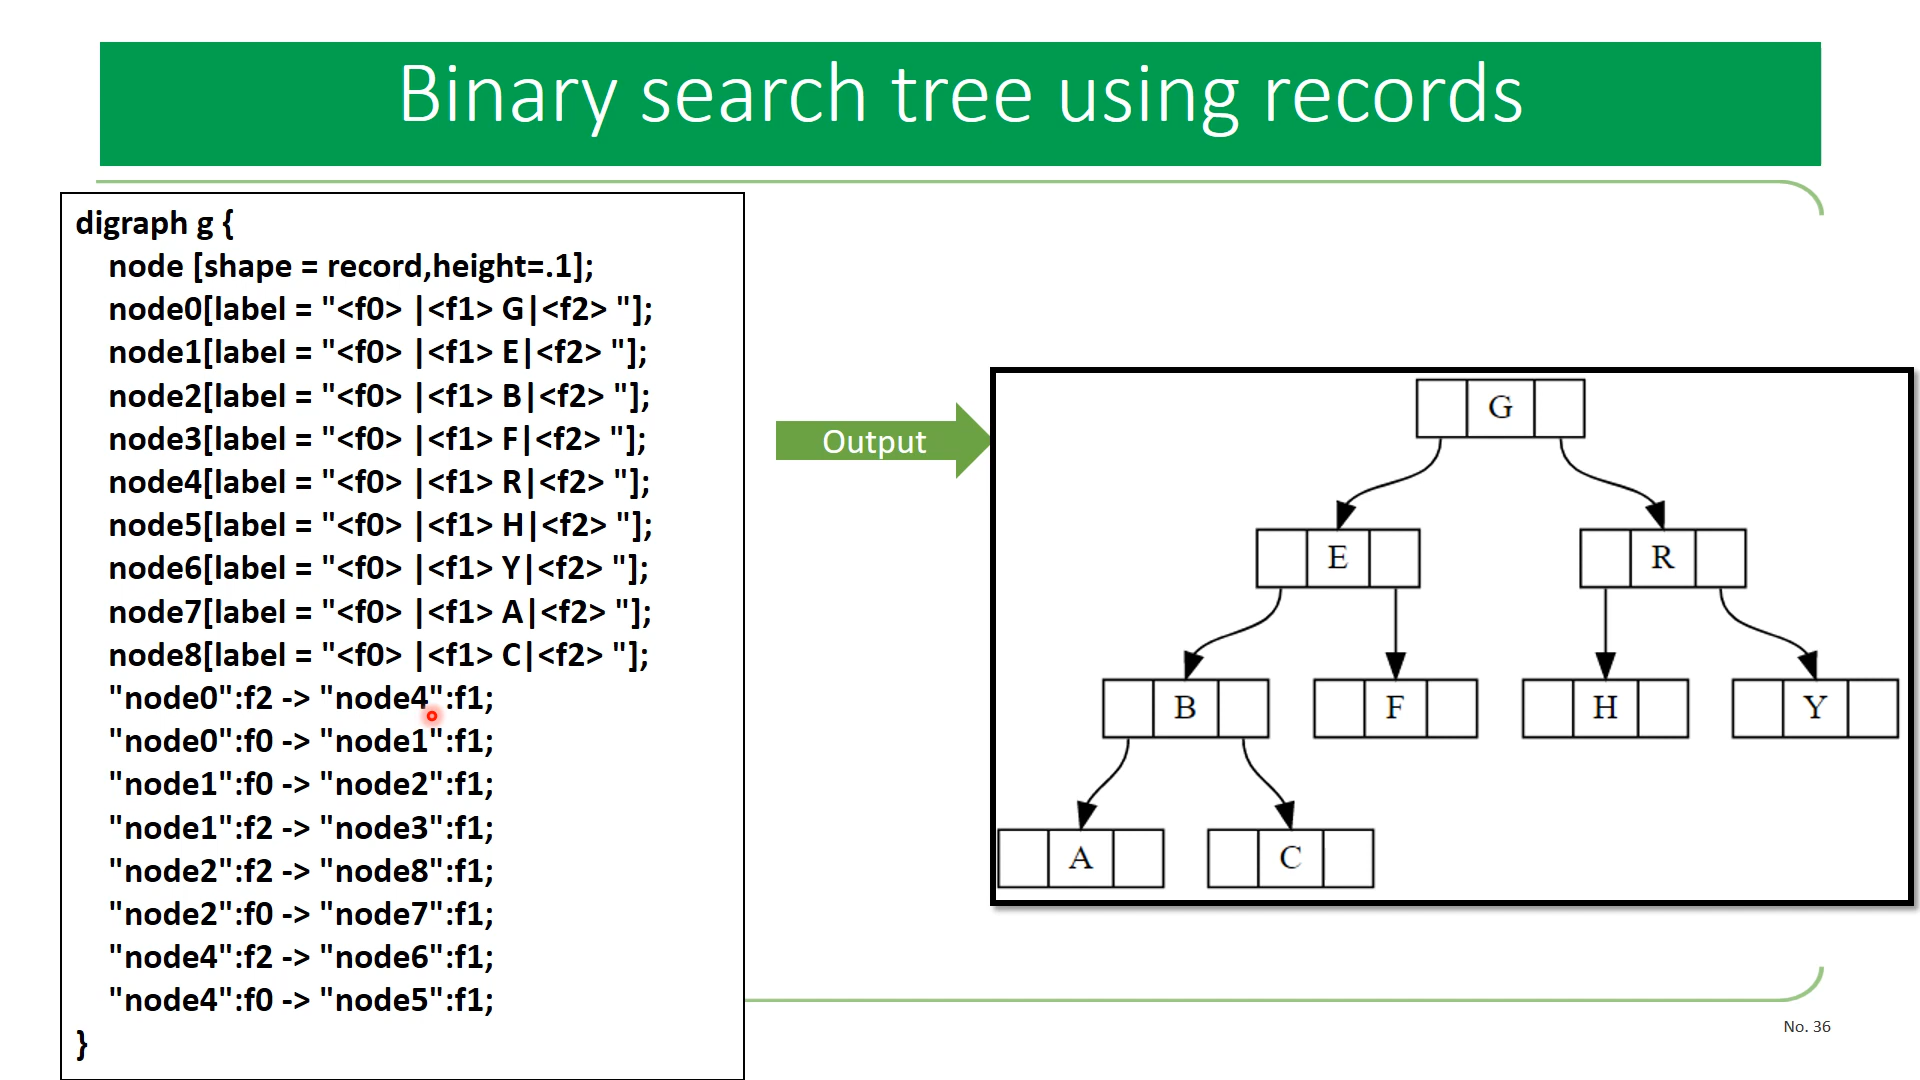 Binary search tree using records
digraph g {
node [shape = record,height=.1];
node0[label = "<f0> |<f1> G|<f2> "];
node1[label = "<f0> |<f1> E|<f2> "];
node2[label = "<f0> |<f1> B|<f2> "];
node3[label = "<f0> |<f1> F|<f2> "];
node4[label = "<f0> |<f1> R|<f2> "];
node5[label = "<f0> |<f1> H|<f2> "];
node6[label = "<f0> |<f1> Y|<f2> "];
node7[label = "<f0> |<f1> A|<f2> "];
node8[label = "<f0> |<f1> C|<f2> "];
"node0":f2 -> "node4":f1;
"node0":f0 -> "node1":f1;
"node1":f0 -> "node2":f1;
"node1":f2 -> "node3":f1;
"node2":f2 -> "node8":f1;
"node2":f0 -> "node7":f1;
"node4":f2 -> "node6":f1;
"node4":f0 -> "node5":f1;
}
Output
G
E R
B F H Y
A C
No. 36